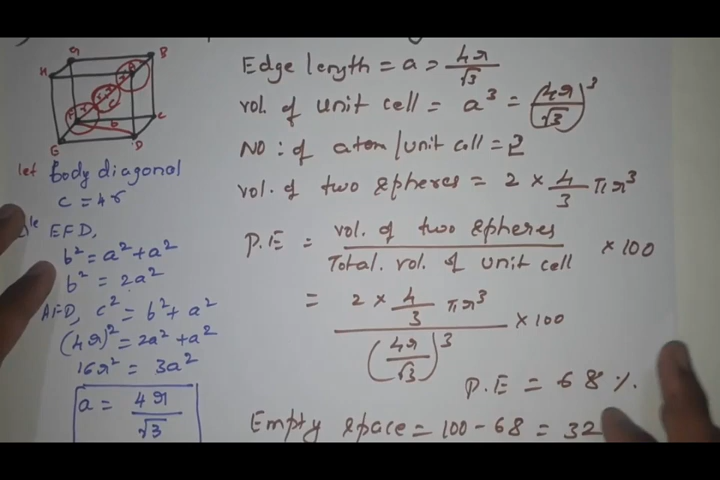 Edge length = a = 4r/√3
vol. of unit cell = a³ = (4r/√3)³
NO: of atom/unit cell = 2
vol. of two spheres = 2 × 4/3 πr³
P.E = vol. of two spheres / Total. vol. of unit cell × 100
= 2 × 4/3 πr³ / (4r/√3)³ × 100
P.E = 68 %.
Empty space = 100 - 68 = 32
H G B
A
F b C
E D
let body diagonal
c = 4r
EFD,
b² = a² + a²
b² = 2a²
AFD, c² = b² + a²
(4r)² = 2a² + a²
16r² = 3a²
a = 4r/√3